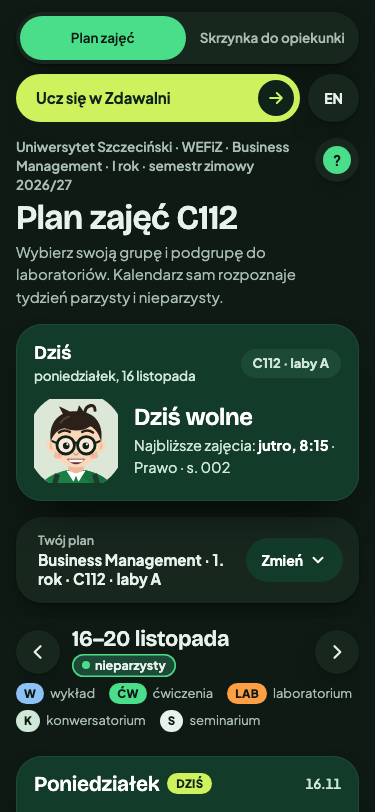 Plan zajęć
Skrzynka do opiekunki
Ucz się w Zdawalni
EN
Uniwersytet Szczeciński · WEFiZ · Business
Management · I rok · semestr zimowy
2026/27
?
Plan zajęć C112
Wybierz swoją grupę i podgrupę do
laboratoriów. Kalendarz sam rozpoznaje
tydzień parzysty i nieparzysty.
Dziś
poniedziałek, 16 listopada
C112 · laby A
Dziś wolne
Najbliższe zajęcia: jutro, 8:15 ·
Prawo · s. 002
Twój plan
Business Management · 1.
rok · C112 · laby A
Zmień
16–20 listopada
nieparzysty
W wykład ĆW ćwiczenia LAB laboratorium
K konwersatorium S seminarium
Poniedziałek DZIŚ 16.11